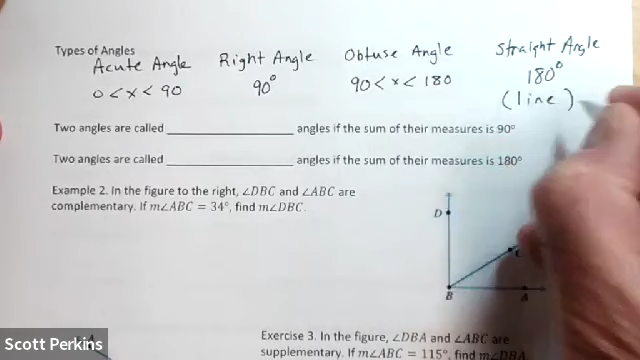 Types of Angles
Acute Angle Right Angle Obtuse Angle Straight Angle
0 < x < 90 90° 90 < x < 180 180°
(line)
Two angles are called ____________ angles if the sum of their measures is 90°
Two angles are called ____________ angles if the sum of their measures is 180°
Example 2. In the figure to the right, ∠DBC and ∠ABC are
complementary. If m∠ABC = 34°, find m∠DBC.
D
C
B A
Exercise 3. In the figure, ∠DBA and ∠ABC are
supplementary. If m∠ABC = 115°, find m∠DBA.
A
Scott Perkins